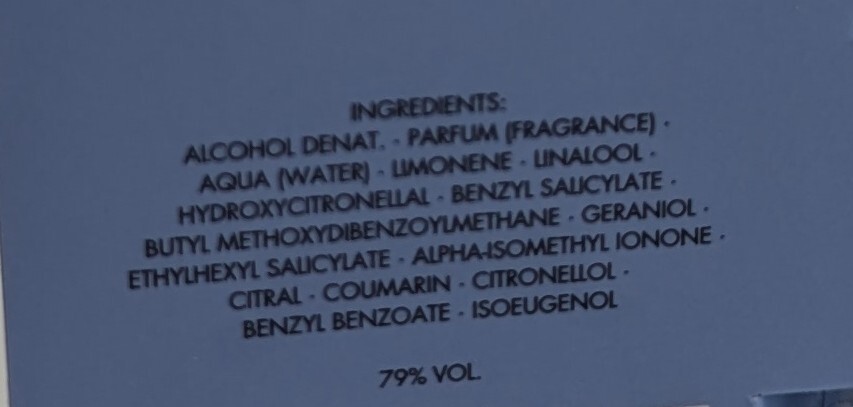 INGREDIENTS:
ALCOHOL DENAT. · PARFUM (FRAGRANCE) ·
AQUA (WATER) · LIMONENE · LINALOOL ·
HYDROXYCITRONELLAL · BENZYL SALICYLATE ·
BUTYL METHOXYDIBENZOYLMETHANE · GERANIOL ·
ETHYLHEXYL SALICYLATE · ALPHA-ISOMETHYL IONONE ·
CITRAL · COUMARIN · CITRONELLOL ·
BENZYL BENZOATE · ISOEUGENOL
79% VOL.